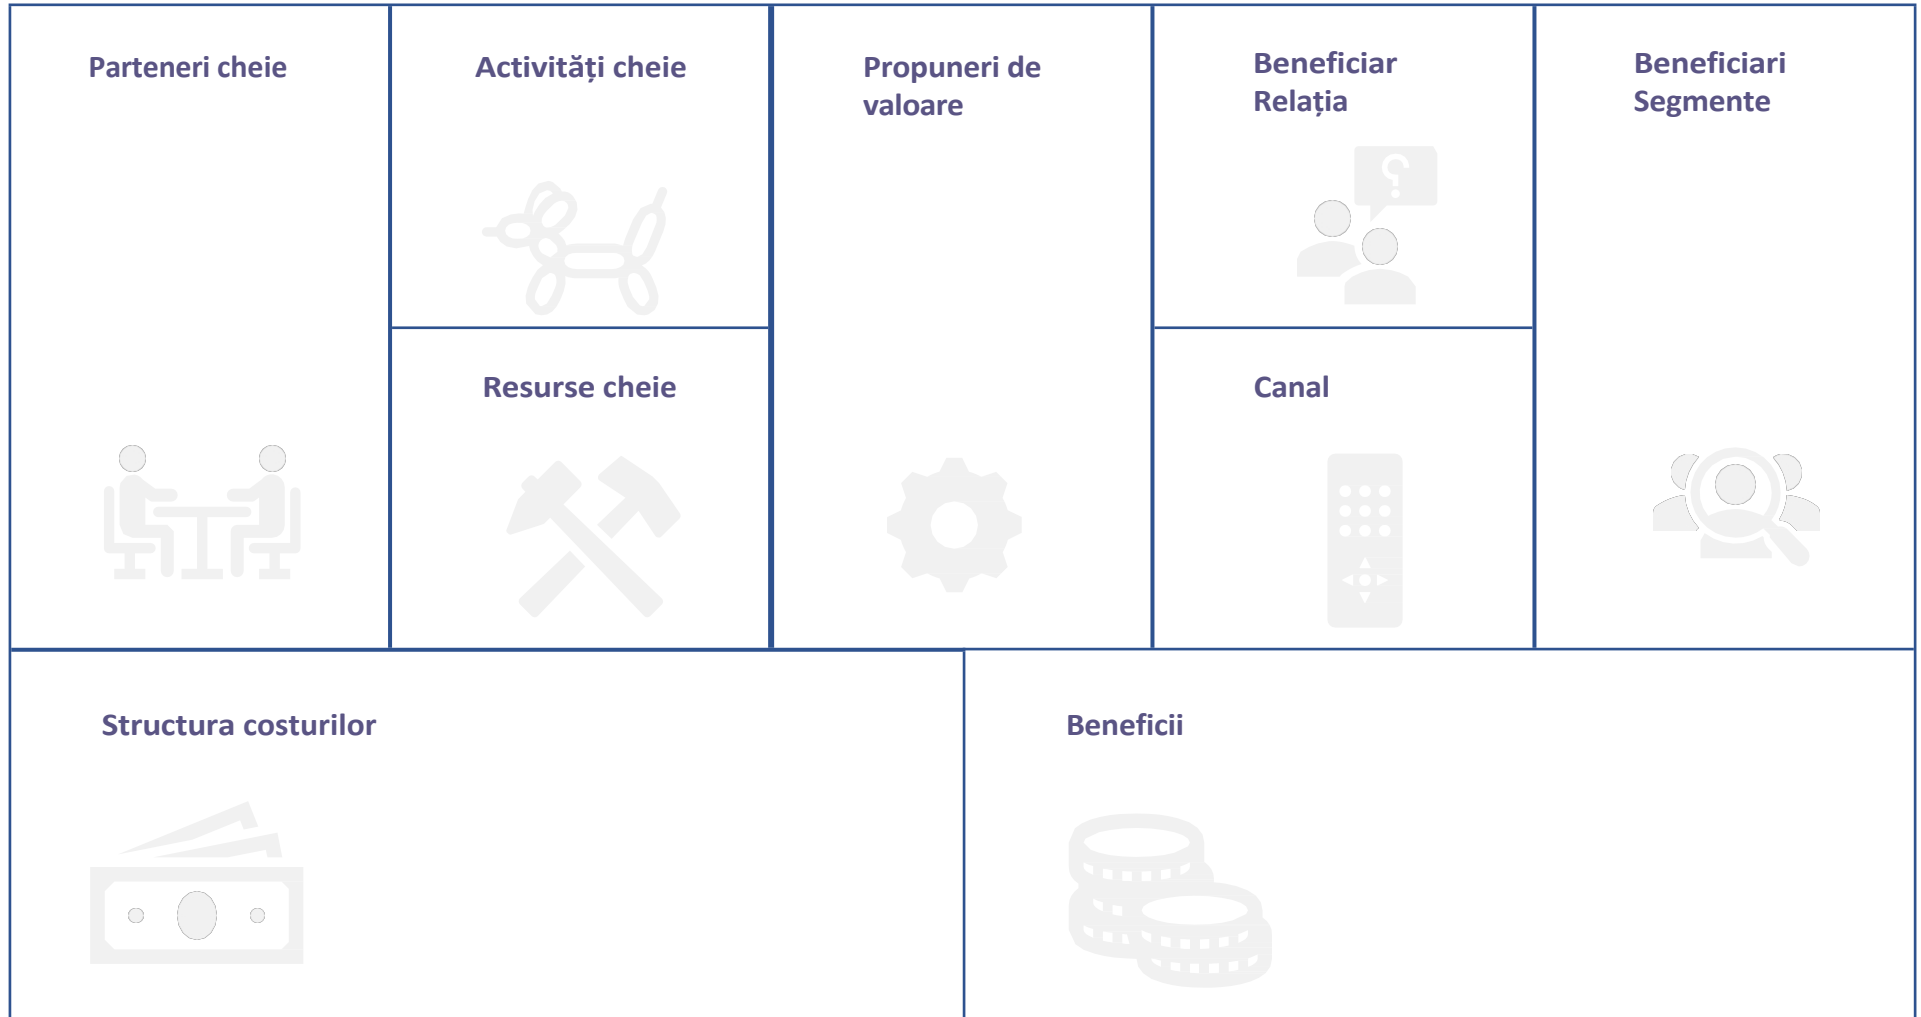 Parteneri cheie
Activități cheie
Propuneri de
valoare
Beneficiar
Relația
Beneficiari
Segmente
Resurse cheie
Canal
Structura costurilor
Beneficii